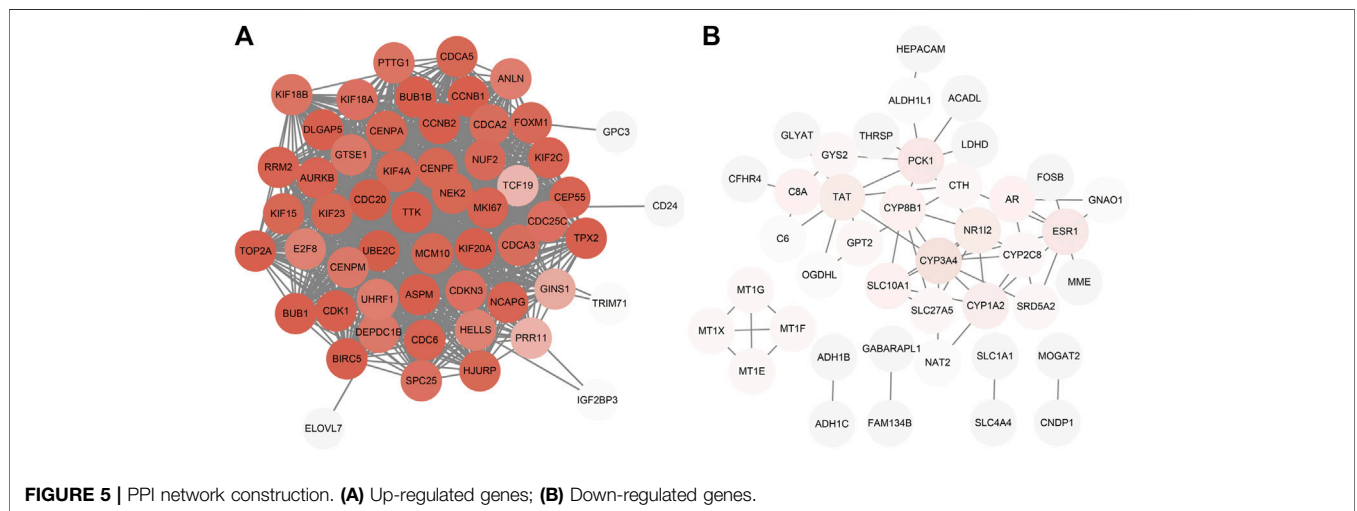 A
B
CDCA5
PTTG1
ANLN
KIF18B
KIF18A
BUB1B
CCNB1
DLGAP5
CENPA
CCNB2
CDCA2
FOXM1
GPC3
GTSE1
RRM2
AURKB
KIF4A
CENPF
NUF2
KIF2C
TCF19
NEK2
CEP55
CD24
CDC20
KIF15
KIF23
TTK
MKI67
CDC25C
TOP2A
E2F8
UBE2C
MCM10
KIF20A
CDCA3
TPX2
CENPM
UHRF1
ASPM
CDKN3
NCAPG
GINS1
TRIM71
BUB1
CDK1
DEPDC1B
CDC6
HELLS
PRR11
BIRC5
SPC25
HJURP
IGF2BP3
ELOVL7
HEPACAM
ALDH1L1
ACADL
GLYAT
THRSP
LDHD
GYS2
PCK1
CFHR4
C8A
TAT
CTH
FOSB
AR
GNAO1
CYP8B1
C6
GPT2
NR1I2
ESR1
CYP3A4
CYP2C8
OGDHL
MME
MT1G
SLC10A1
SLC27A5
CYP1A2
SRD5A2
MT1X
MT1F
MT1E
ADH1B
GABARAPL1
NAT2
SLC1A1
MOGAT2
ADH1C
FAM134B
SLC4A4
CNDP1
FIGURE 5 | PPI network construction. (A) Up-regulated genes; (B) Down-regulated genes.